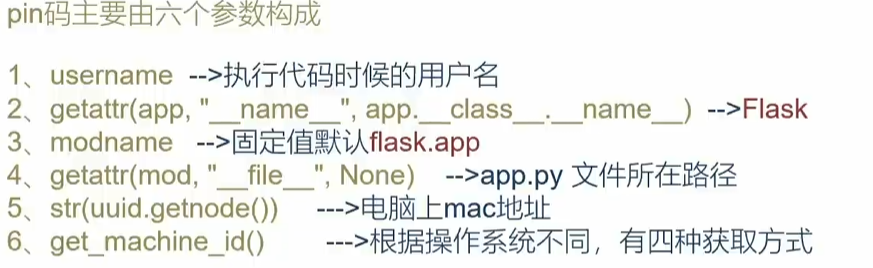 pin码主要由六个参数构成
1、username -->执行代码时候的用户名
2、getattr(app, "__name__", app.__class__.__name__) -->Flask
3、modname -->固定值默认flask.app
4、getattr(mod, "__file__", None) -->app.py 文件所在路径
5、str(uuid.getnode()) --->电脑上mac地址
6、get_machine_id() --->根据操作系统不同，有四种获取方式